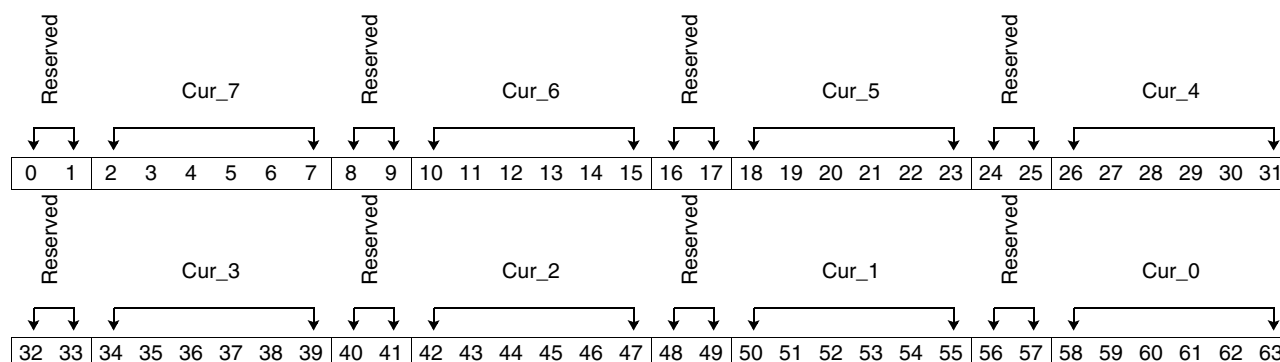 Reserved Reserved Reserved Reserved
Cur_7 Cur_6 Cur_5 Cur_4
0 1 2 3 4 5 6 7 8 9 10 11 12 13 14 15 16 17 18 19 20 21 22 23 24 25 26 27 28 29 30 31
Reserved Reserved Reserved Reserved
Cur_3 Cur_2 Cur_1 Cur_0
32 33 34 35 36 37 38 39 40 41 42 43 44 45 46 47 48 49 50 51 52 53 54 55 56 57 58 59 60 61 62 63